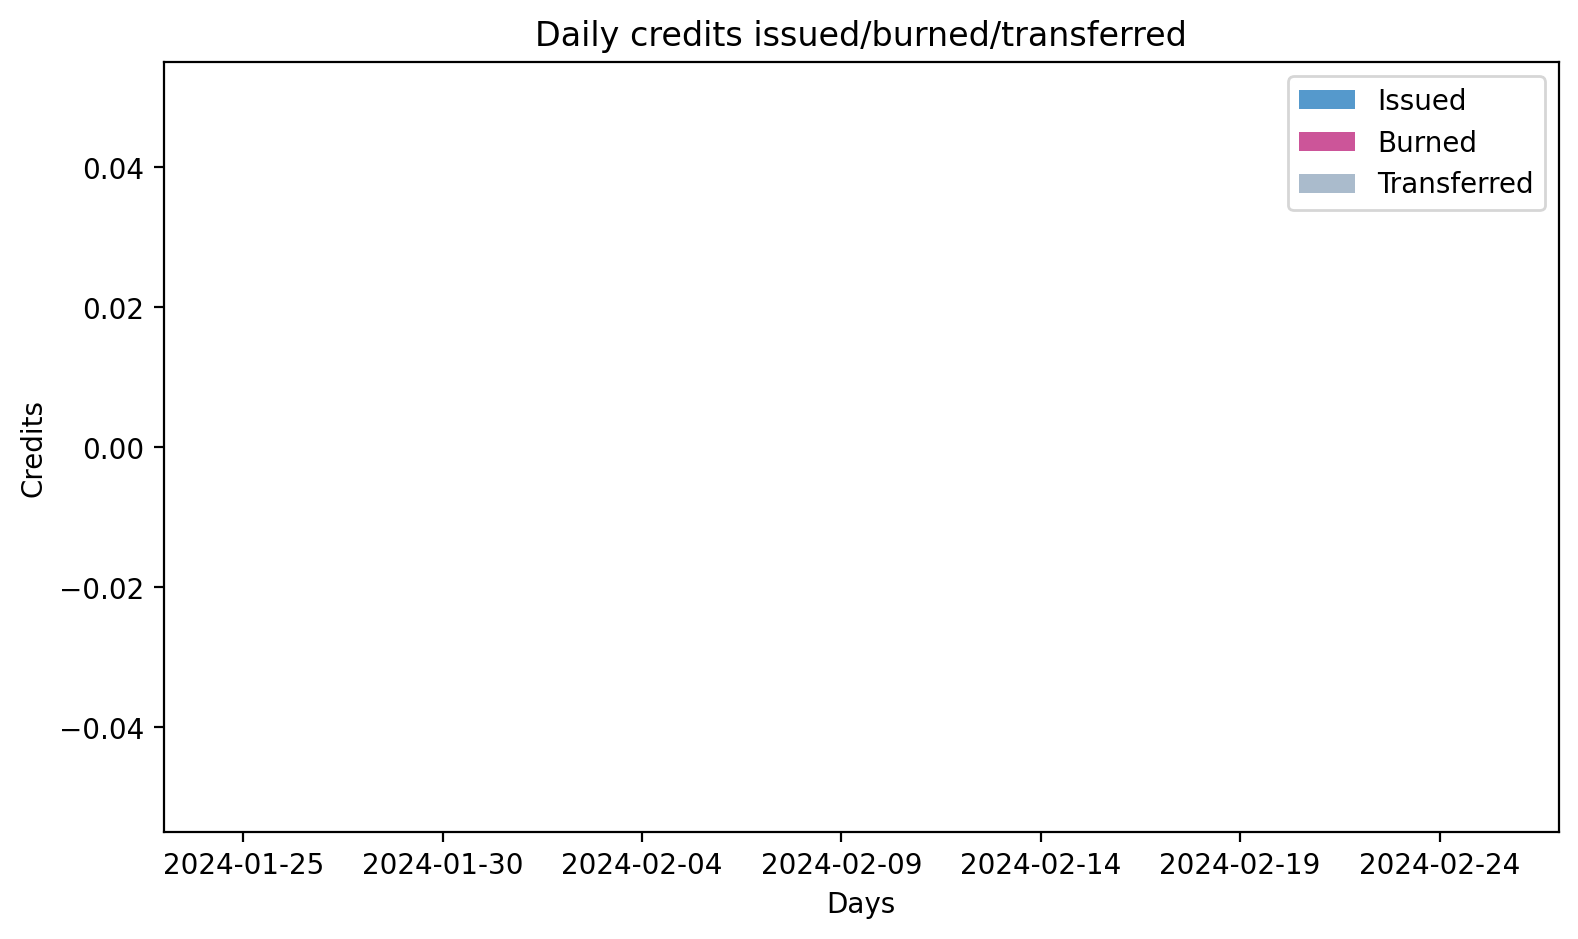 Daily credits issued/burned/transferred
Issued
Burned
Transferred
0.04
0.02
0.00
−0.02
−0.04
Credits
2024-01-25 2024-01-30 2024-02-04 2024-02-09 2024-02-14 2024-02-19 2024-02-24
Days